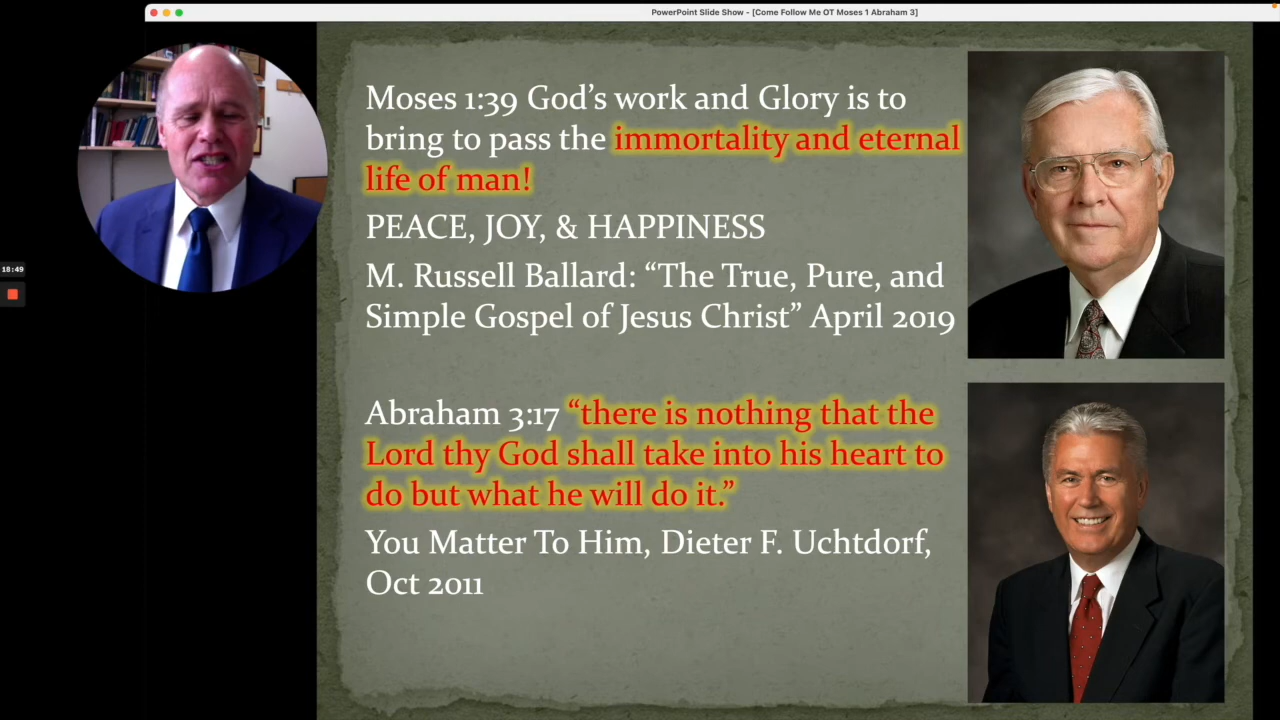 PowerPoint Slide Show - [Come Follow Me OT Moses 1 Abraham 3]
18:49
Moses 1:39 God’s work and Glory is to
bring to pass the immortality and eternal
life of man!
PEACE, JOY, & HAPPINESS
M. Russell Ballard: “The True, Pure, and
Simple Gospel of Jesus Christ” April 2019
Abraham 3:17 “there is nothing that the
Lord thy God shall take into his heart to
do but what he will do it.”
You Matter To Him, Dieter F. Uchtdorf,
Oct 2011